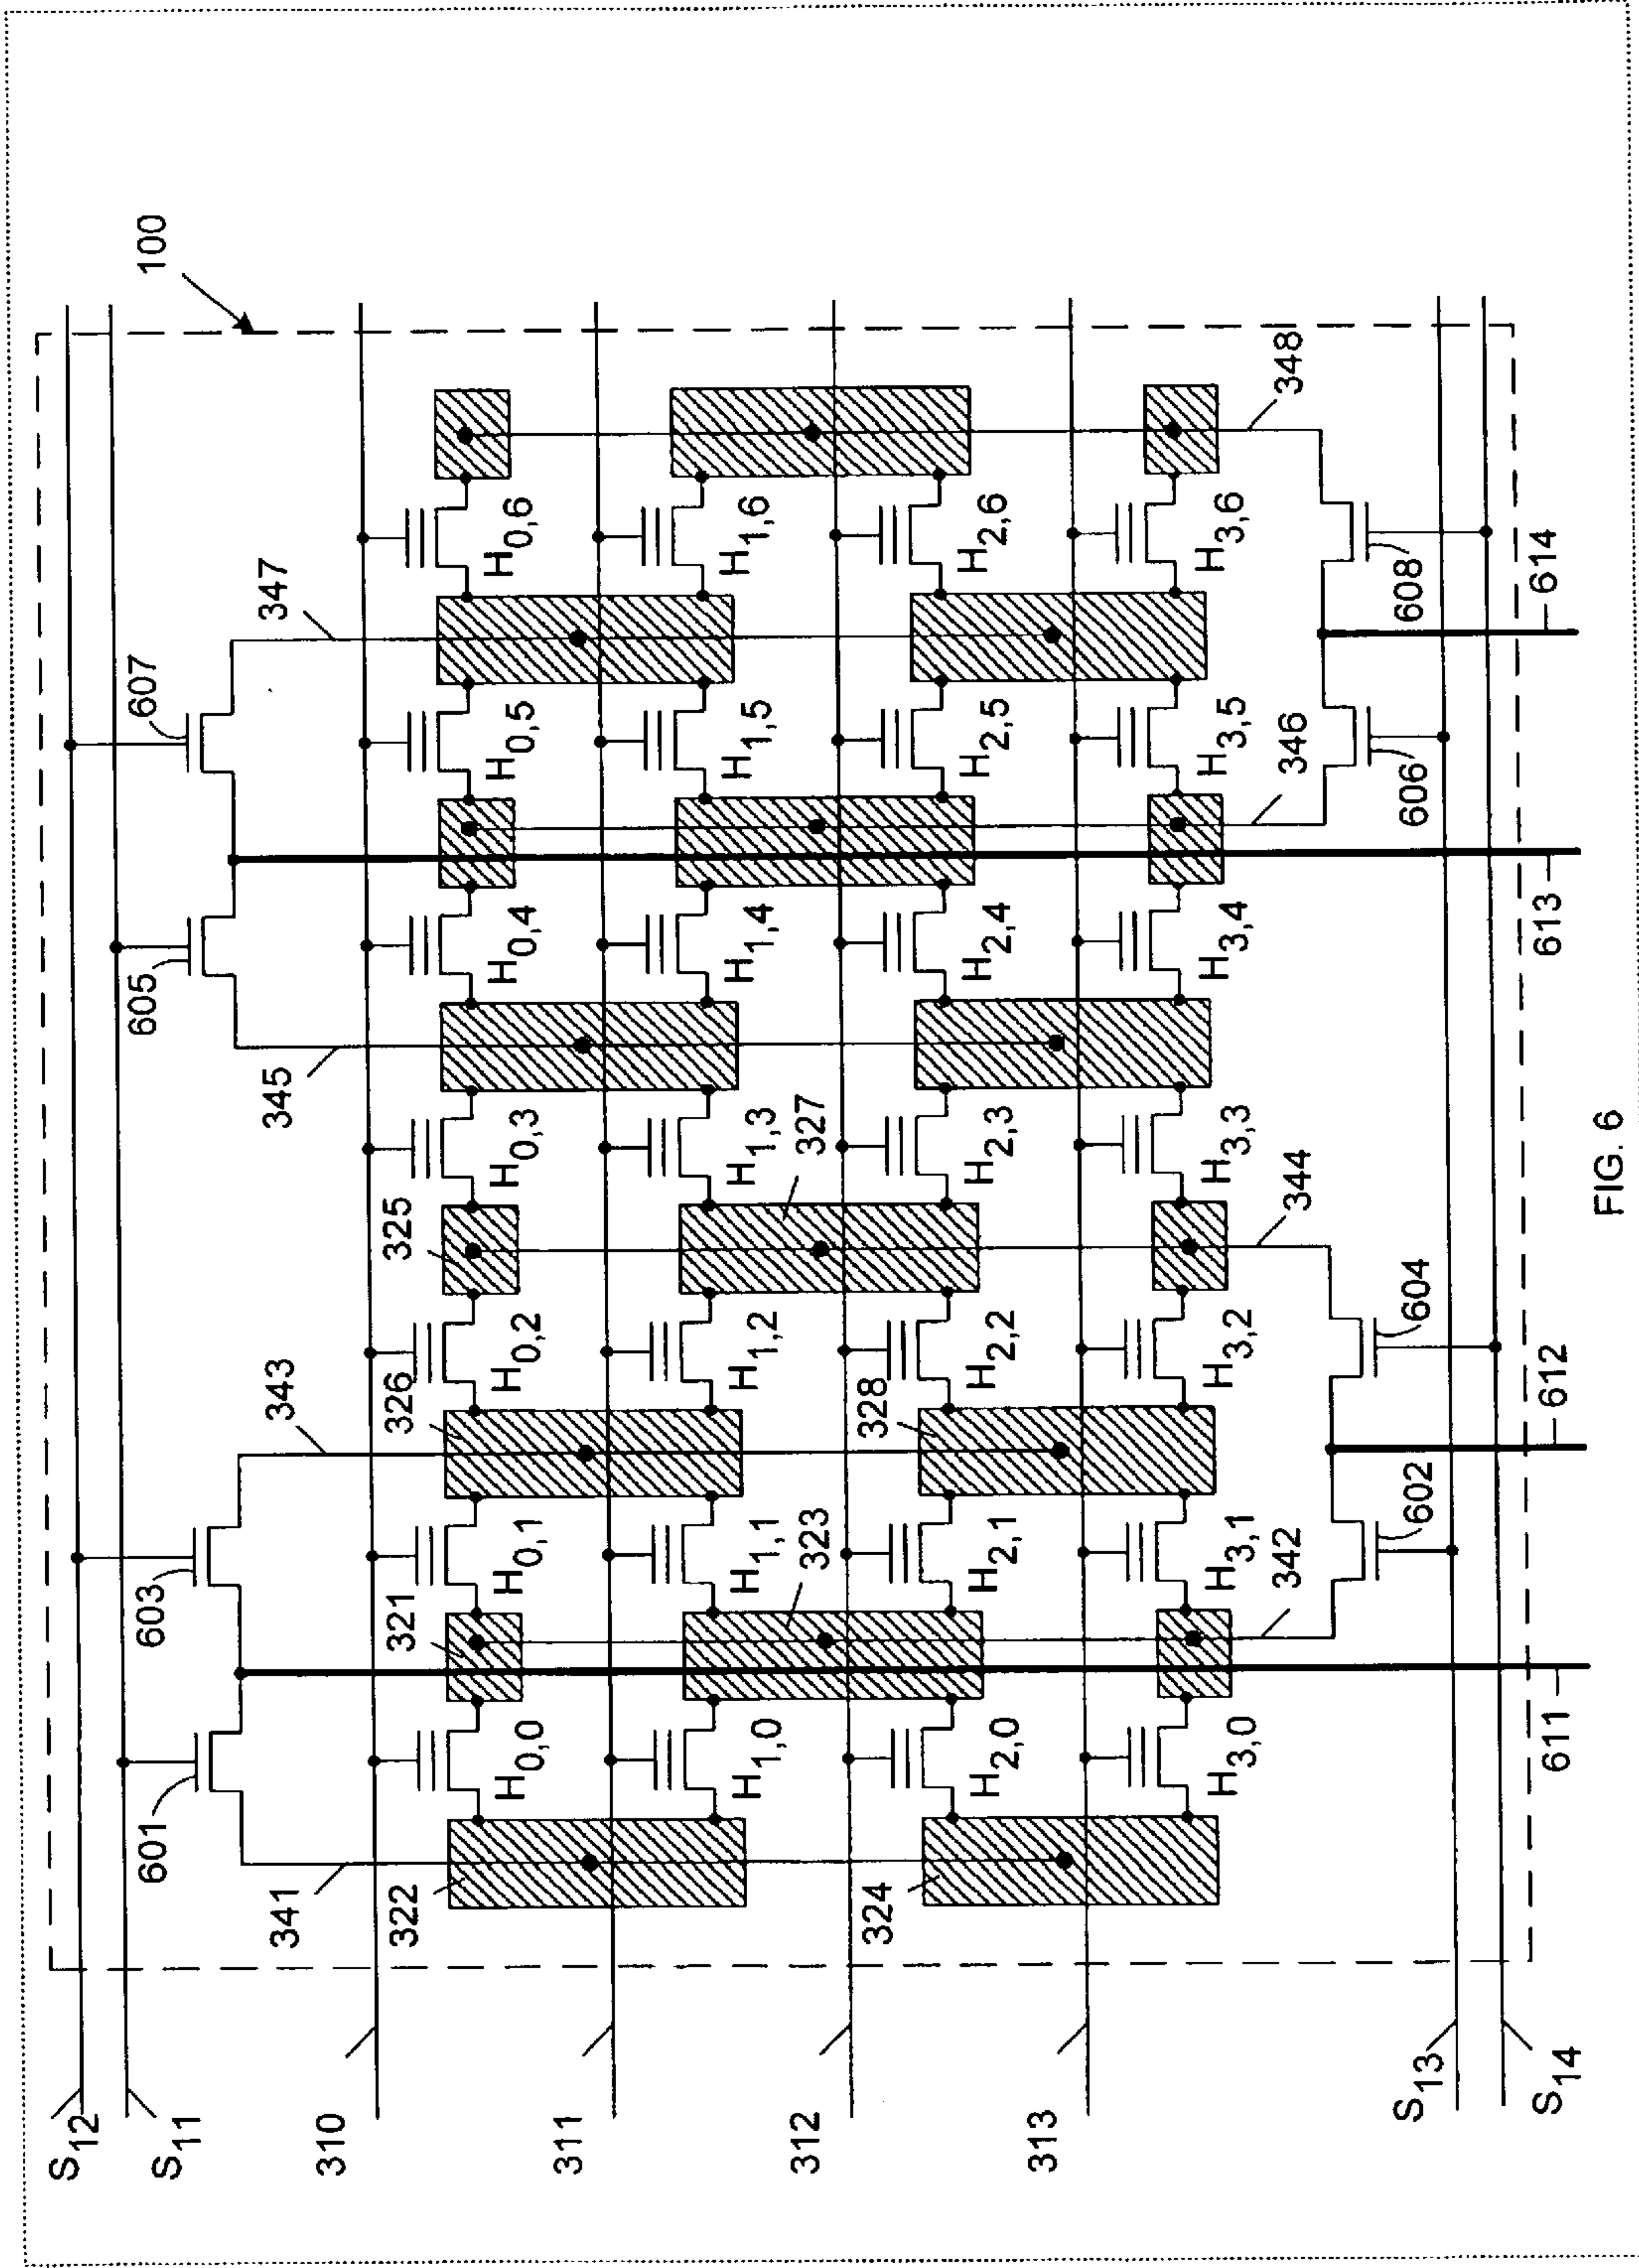 100
S12
S11
601
603
605
607
341
343
345
347
310
322
321
326
325
H0,0
H0,1
H0,2
H0,3
H0,4
H0,5
H0,6
311
H1,0
H1,1
H1,2
H1,3
H1,4
H1,5
H1,6
323
327
312
324
328
H2,0
H2,1
H2,2
H2,3
H2,4
H2,5
H2,6
313
H3,0
H3,1
H3,2
H3,3
H3,4
H3,5
H3,6
342
344
346
348
S13
602
604
606
608
S14
611
612
613
614
FIG. 6